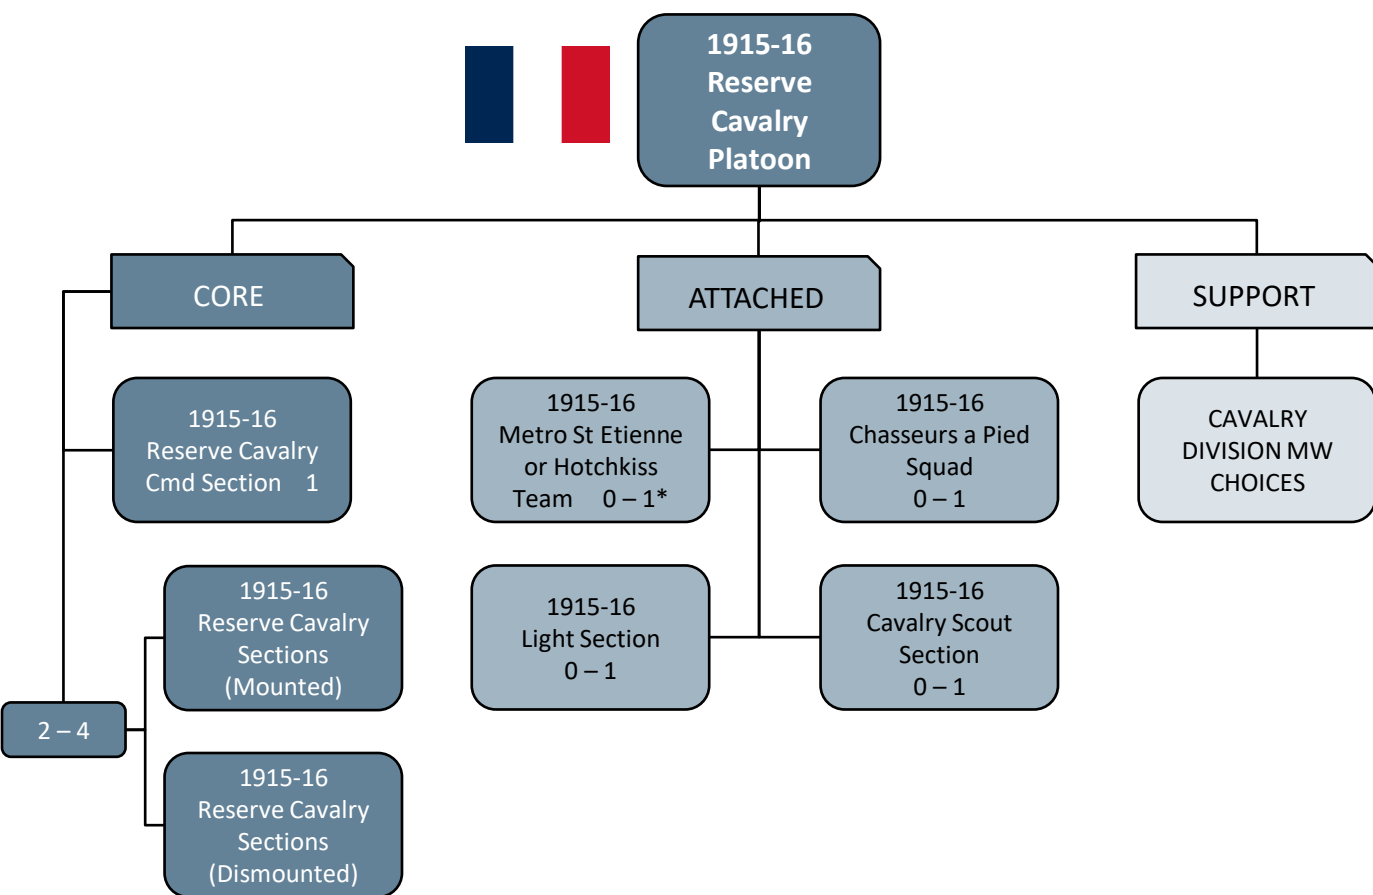 1915-16
Reserve
Cavalry
Platoon
CORE
ATTACHED
SUPPORT
1915-16
Reserve Cavalry
Cmd Section 1
1915-16
Metro St Etienne
or Hotchkiss
Team 0 – 1*
1915-16
Chasseurs a Pied
Squad
0 – 1
CAVALRY
DIVISION MW
CHOICES
1915-16
Reserve Cavalry
Sections
(Mounted)
1915-16
Light Section
0 – 1
1915-16
Cavalry Scout
Section
0 – 1
2 – 4
1915-16
Reserve Cavalry
Sections
(Dismounted)